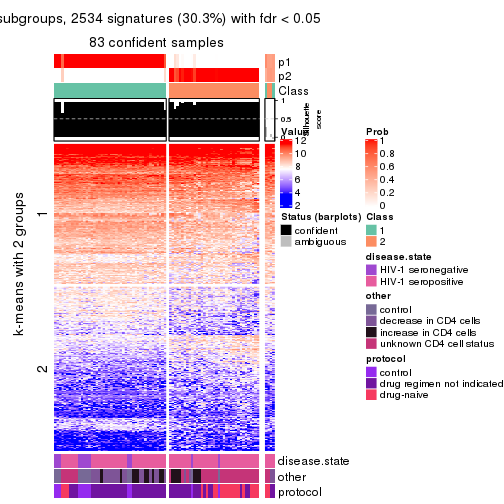 subgroups, 2534 signatures (30.3%) with fdr < 0.05
83 confident samples
p1
p2
Class
1
0.5
0
Silhouette
score
k-means with 2 groups
1
2
Value
12
10
8
6
4
2
Prob
1
0.8
0.6
0.4
0.2
0
Status (barplots)
confident
ambiguous
Class
1
2
disease.state
HIV-1 seronegative
HIV-1 seropositive
other
control
decrease in CD4 cells
increase in CD4 cells
unknown CD4 cell status
protocol
control
drug regimen not indicated
drug-naive
disease.state
other
protocol